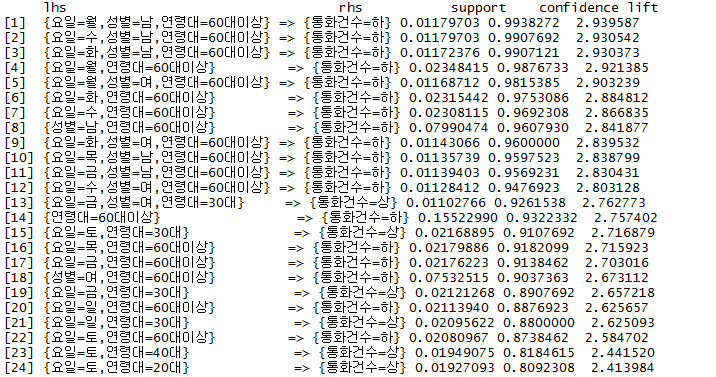 lhs rhs support confidence lift
[1] {요일=월,성별=남,연령대=60대이상} => {통화건수=하} 0.01179703 0.9938272 2.939587
[2] {요일=수,성별=남,연령대=60대이상} => {통화건수=하} 0.01179703 0.9907692 2.930542
[3] {요일=화,성별=남,연령대=60대이상} => {통화건수=하} 0.01172376 0.9907121 2.930373
[4] {요일=월,연령대=60대이상} => {통화건수=하} 0.02348415 0.9876733 2.921385
[5] {요일=월,성별=여,연령대=60대이상} => {통화건수=하} 0.01168712 0.9815385 2.903239
[6] {요일=화,연령대=60대이상} => {통화건수=하} 0.02315442 0.9753086 2.884812
[7] {요일=수,연령대=60대이상} => {통화건수=하} 0.02308115 0.9692308 2.866835
[8] {성별=남,연령대=60대이상} => {통화건수=하} 0.07990474 0.9607930 2.841877
[9] {요일=화,성별=여,연령대=60대이상} => {통화건수=하} 0.01143066 0.9600000 2.839532
[10] {요일=목,성별=남,연령대=60대이상} => {통화건수=하} 0.01135739 0.9597523 2.838799
[11] {요일=금,성별=남,연령대=60대이상} => {통화건수=하} 0.01139403 0.9569231 2.830431
[12] {요일=수,성별=여,연령대=60대이상} => {통화건수=하} 0.01128412 0.9476923 2.803128
[13] {요일=금,성별=여,연령대=30대} => {통화건수=상} 0.01102766 0.9261538 2.762773
[14] {연령대=60대이상} => {통화건수=하} 0.15522990 0.9322332 2.757402
[15] {요일=토,연령대=30대} => {통화건수=상} 0.02168895 0.9107692 2.716879
[16] {요일=목,연령대=60대이상} => {통화건수=하} 0.02179886 0.9182099 2.715923
[17] {요일=금,연령대=60대이상} => {통화건수=하} 0.02176223 0.9138462 2.703016
[18] {성별=여,연령대=60대이상} => {통화건수=하} 0.07532515 0.9037363 2.673112
[19] {요일=금,연령대=30대} => {통화건수=상} 0.02121268 0.8907692 2.657218
[20] {요일=일,연령대=60대이상} => {통화건수=하} 0.02113940 0.8876923 2.625657
[21] {요일=일,연령대=30대} => {통화건수=상} 0.02095622 0.8800000 2.625093
[22] {요일=토,연령대=60대이상} => {통화건수=하} 0.02080967 0.8738462 2.584702
[23] {요일=토,연령대=40대} => {통화건수=상} 0.01949075 0.8184615 2.441520
[24] {요일=토,연령대=20대} => {통화건수=상} 0.01927093 0.8092308 2.413984